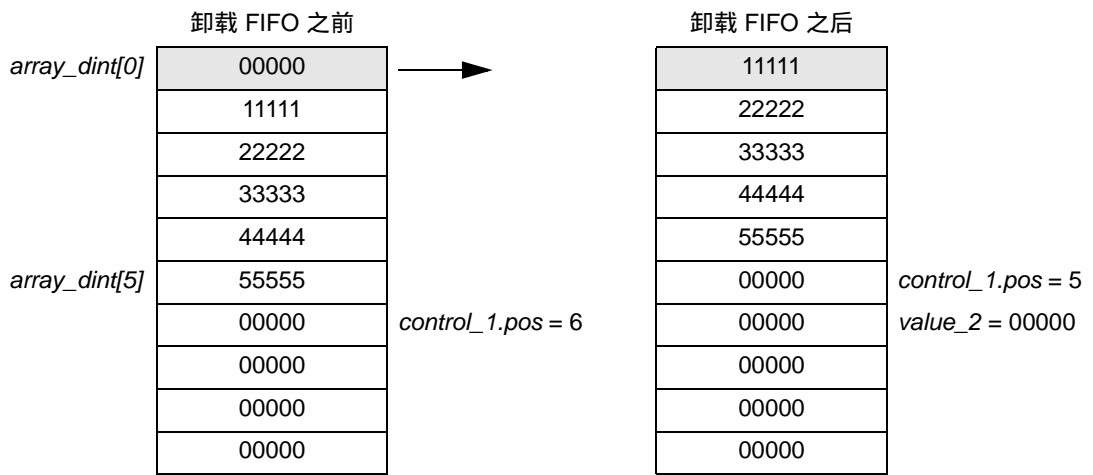 卸载 FIFO 之前 卸载 FIFO 之后
array_dint[0] 00000 11111
11111 22222
22222 33333
33333 44444
44444 55555
array_dint[5] 55555 00000 control_1.pos = 5
00000 control_1.pos = 6 00000 value_2 = 00000
00000 00000
00000 00000
00000 00000